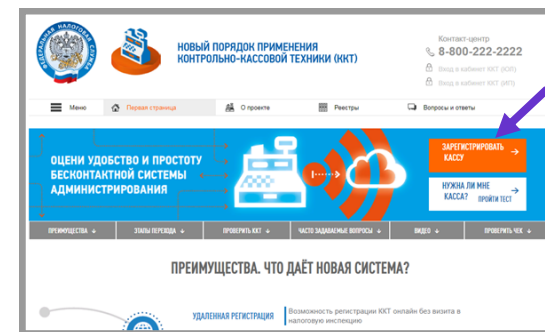 ФЕДЕРАЛЬНАЯ НАЛОГОВАЯ СЛУЖБА
НОВЫЙ ПОРЯДОК ПРИМЕНЕНИЯ
КОНТРОЛЬНО-КАССОВОЙ ТЕХНИКИ (ККТ)
Контакт-центр
8-800-222-2222
Вход в кабинет ККТ (ЮЛ)
Вход в кабинет ККТ (ИП)
Меню
Первая страница
О проекте
Реестры
Вопросы и ответы
ОЦЕНИ УДОБСТВО И ПРОСТОТУ
БЕСКОНТАКТНОЙ СИСТЕМЫ
АДМИНИСТРИРОВАНИЯ
ЗАРЕГИСТРИРОВАТЬ
КАССУ →
НУЖНА ЛИ МНЕ
КАССА? ПРОЙТИ ТЕСТ →
ПРЕИМУЩЕСТВА ↓
ЭТАПЫ ПЕРЕХОДА ↓
ПРОВЕРИТЬ ККТ ↓
ЧАСТО ЗАДАВАЕМЫЕ ВОПРОСЫ ↓
ВИДЕО ↓
ПРОВЕРИТЬ ЧЕК ↓
ПРЕИМУЩЕСТВА. ЧТО ДАЁТ НОВАЯ СИСТЕМА?
УДАЛЕННАЯ РЕГИСТРАЦИЯ
Возможность регистрации ККТ онлайн без визита в
налоговую инспекцию